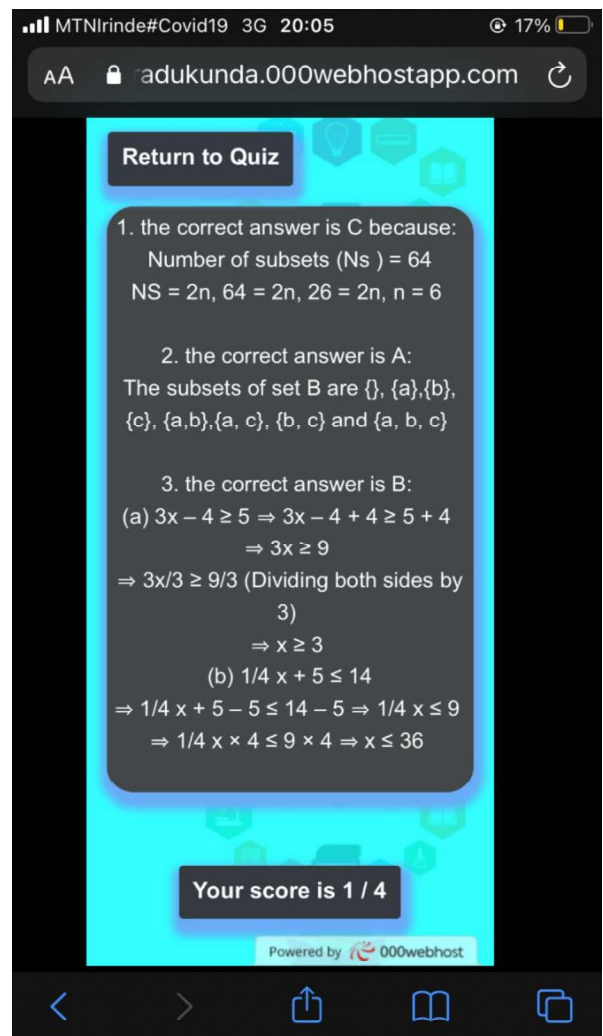 MTNIrinde#Covid19 3G 20:05 17%
AA adukunda.000webhostapp.com
Return to Quiz
1. the correct answer is C because:
Number of subsets (Ns ) = 64
NS = 2n, 64 = 2n, 26 = 2n, n = 6
2. the correct answer is A:
The subsets of set B are {}, {a},{b},
{c}, {a,b},{a, c}, {b, c} and {a, b, c}
3. the correct answer is B:
(a) 3x – 4 ≥ 5 ⇒ 3x – 4 + 4 ≥ 5 + 4
⇒ 3x ≥ 9
⇒ 3x/3 ≥ 9/3 (Dividing both sides by
3)
⇒ x ≥ 3
(b) 1/4 x + 5 ≤ 14
⇒ 1/4 x + 5 – 5 ≤ 14 – 5 ⇒ 1/4 x ≤ 9
⇒ 1/4 x × 4 ≤ 9 × 4 ⇒ x ≤ 36
Your score is 1 / 4
Powered by 000webhost